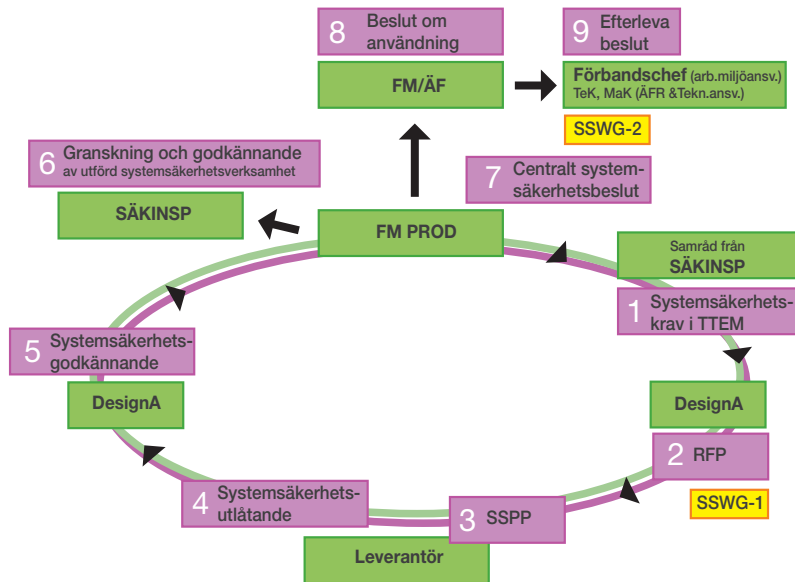 8 Beslut om
användning
FM/ÄF
9 Efterleva
beslut
Förbandschef (arb.miljöansv.)
TeK, MaK (ÄFR &Tekn.ansv.)
SSWG-2
6 Granskning och godkännande
av utförd systemsäkerhetsverksamhet
SÄKINSP
7 Centralt system-
säkerhetsbeslut
FM PROD
Samråd från
SÄKINSP
1 Systemsäkerhets-
krav i TTEM
5 Systemsäkerhets-
godkännande
DesignA
DesignA
2 RFP
SSWG-1
4 Systemsäkerhets-
utlåtande
3 SSPP
Leverantör